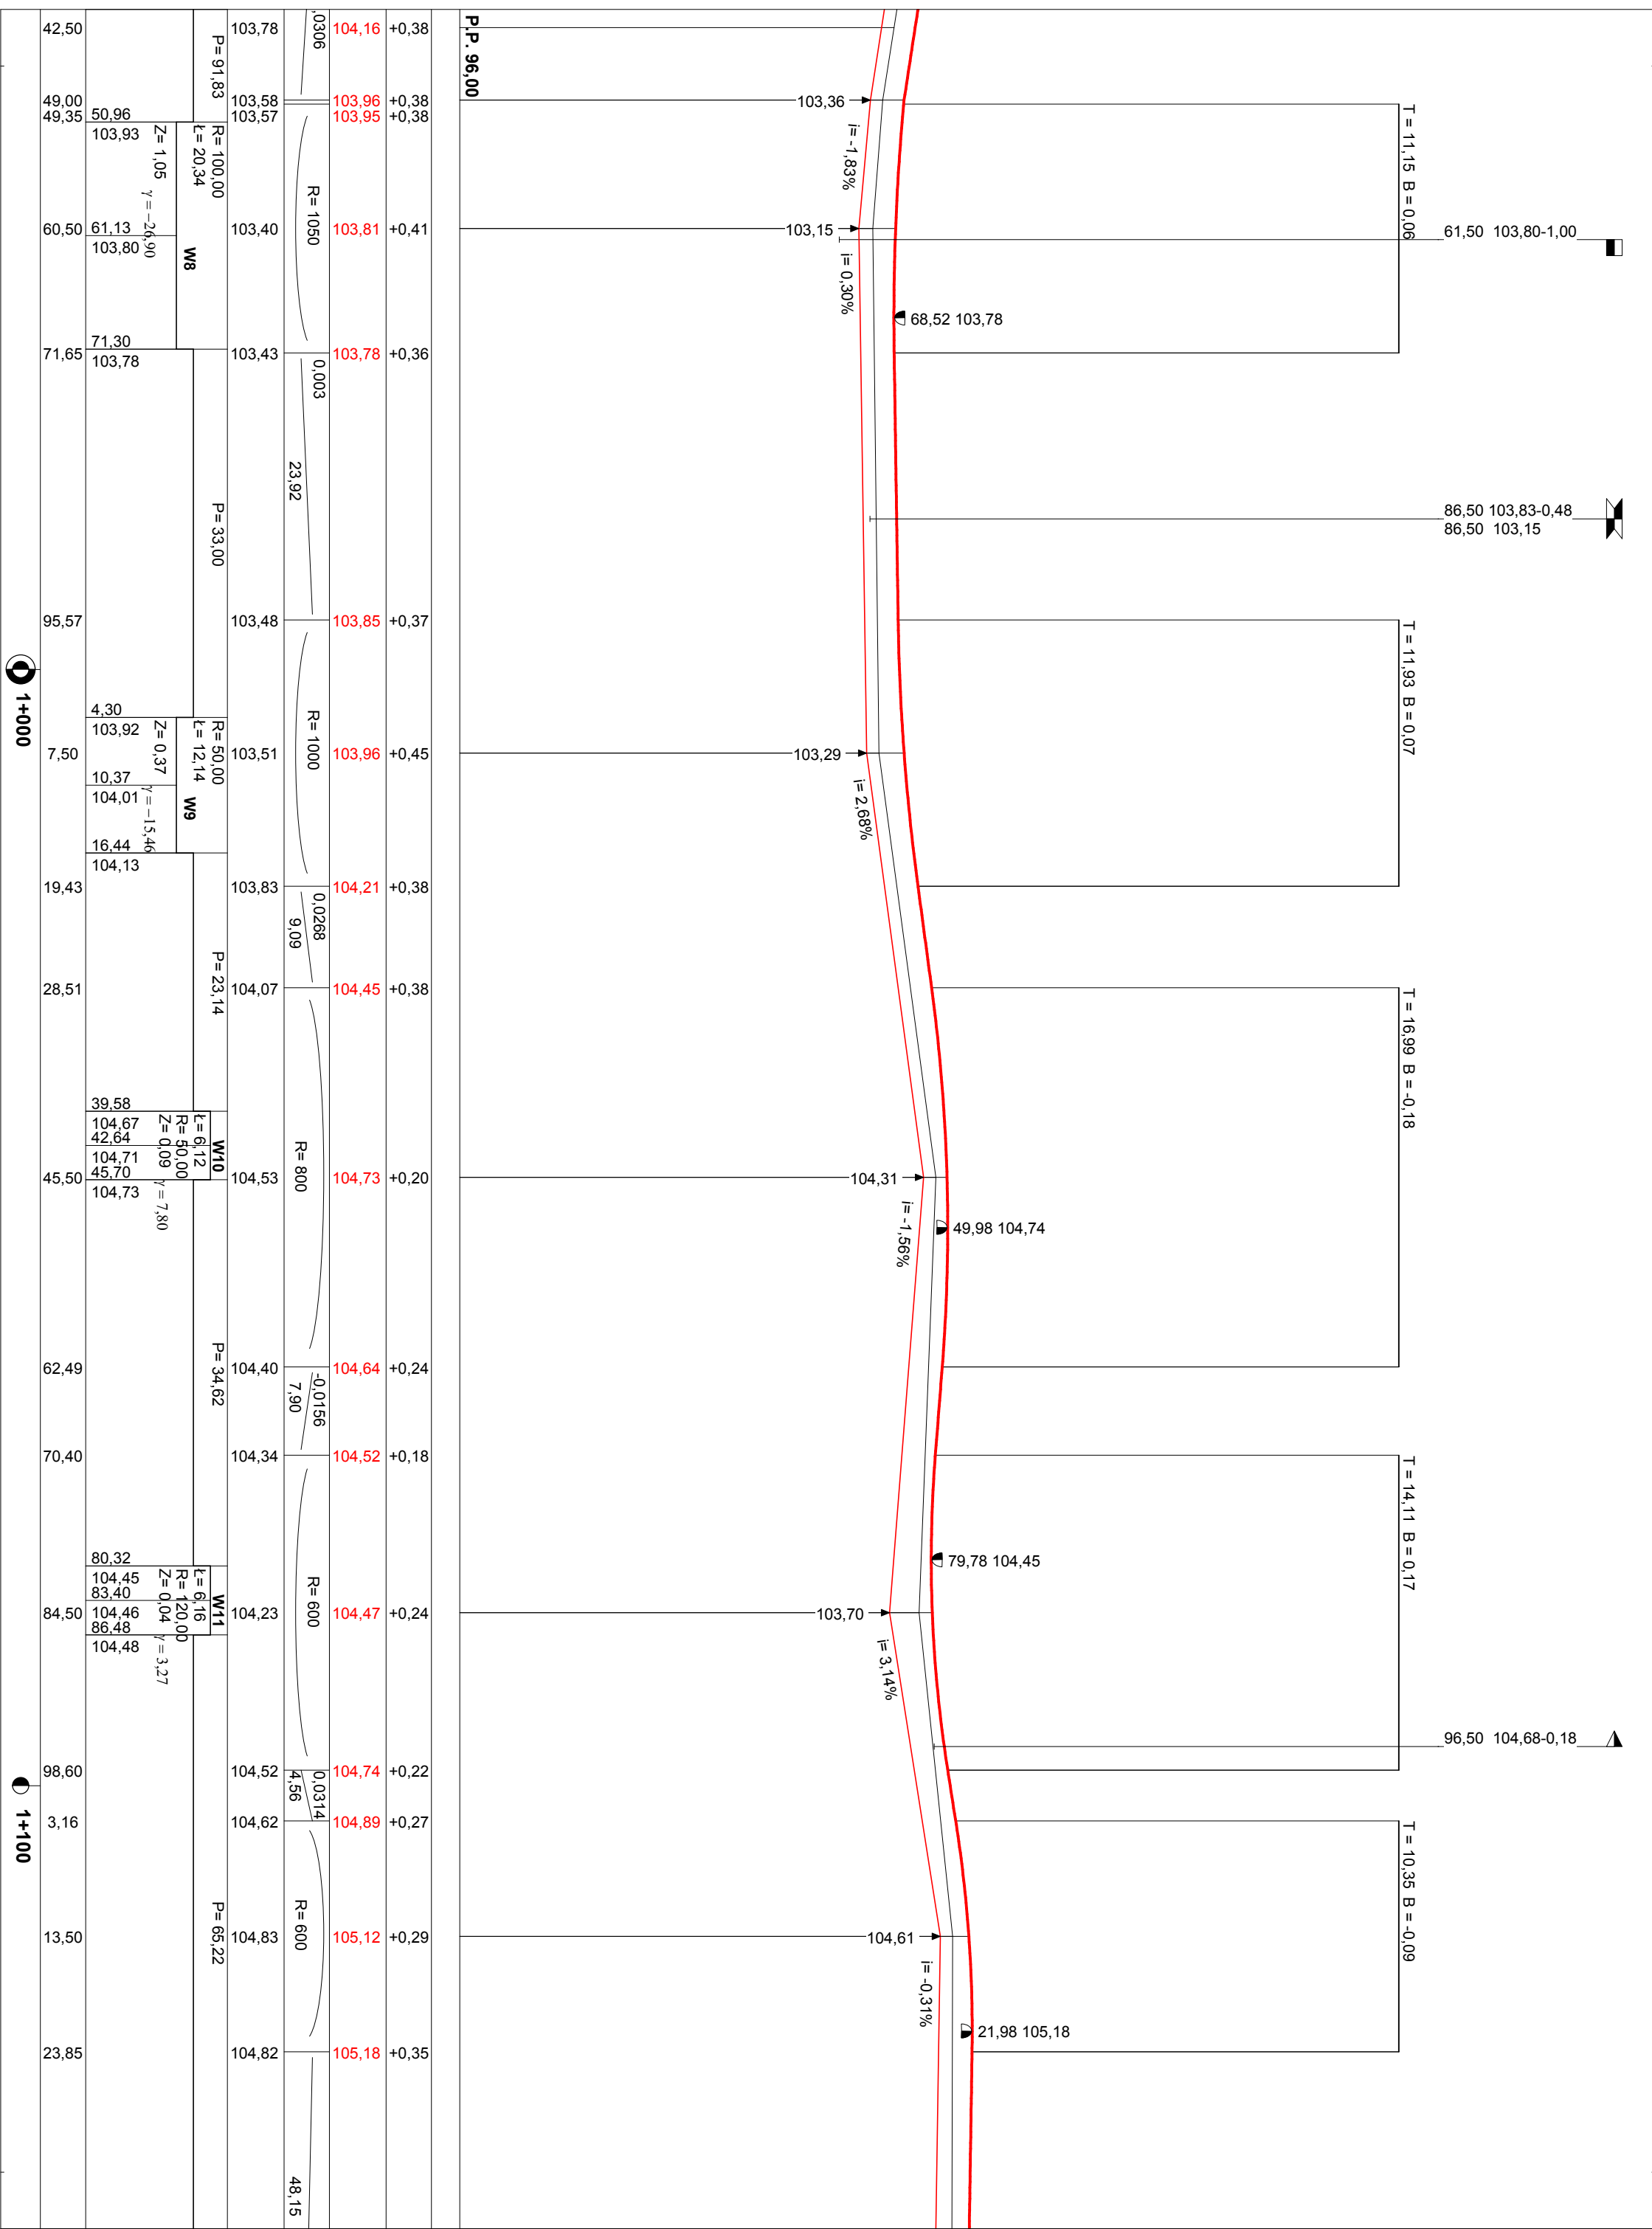 42,50
103,78
,0306
104,16
+0,38
P.P. 96,00
P= 91,83
49,00
103,58
103,96
+0,38
103,36
49,35
50,96
103,57
103,95
+0,38
103,93
Z= 1,05
γ = −26,90
R= 100,00
Ł= 20,34
W8
R= 1050
i= -1,83%
T = 11,15 B = 0,06
60,50
61,13
103,80
103,40
103,81
+0,41
103,15
i= 0,30%
61,50 103,80-1,00
68,52 103,78
71,65
71,30
103,78
103,43
0,003
103,78
+0,36
23,92
P= 33,00
86,50 103,83-0,48
86,50 103,15
95,57
103,48
103,85
+0,37
T = 11,93 B = 0,07
1+000
4,30
103,92
Z= 0,37
R= 50,00
Ł= 12,14
7,50
103,51
R= 1000
103,96
+0,45
103,29
i= 2,68%
10,37
104,01
γ = −15,46
W9
16,44
104,13
19,43
103,83
0,0268
9,09
104,21
+0,38
P= 23,14
28,51
104,07
104,45
+0,38
T = 16,99 B = -0,18
39,58
104,67
42,64
104,71
45,70
104,73
Z= 0,09
R= 50,00
Ł= 6,12
W10
γ = 7,80
45,50
104,53
R= 800
104,73
+0,20
104,31
i= -1,56%
49,98 104,74
P= 34,62
62,49
104,40
-0,0156
7,90
104,64
+0,24
70,40
104,34
104,52
+0,18
T = 14,11 B = 0,17
79,78 104,45
80,32
104,45
83,40
104,46
86,48
104,48
Z= 0,04
R= 120,00
Ł= 6,16
W11
γ = 3,27
84,50
104,23
R= 600
104,47
+0,24
103,70
i= 3,14%
96,50 104,68-0,18
98,60
104,52
0,0314
4,56
104,74
+0,22
1+100
3,16
104,62
104,89
+0,27
T = 10,35 B = -0,09
P= 65,22
13,50
104,83
R= 600
105,12
+0,29
104,61
i= -0,31%
21,98 105,18
23,85
104,82
105,18
+0,35
48,15